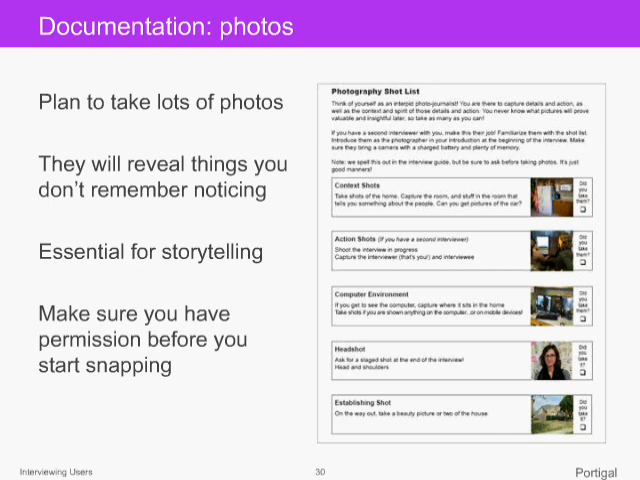 Documentation: photos
Plan to take lots of photos
They will reveal things you
don't remember noticing
Essential for storytelling
Make sure you have
permission before you
start snapping
Photography Shot List
Think of yourself as an intrepid photo-journalist! You are there to capture details and action, as
well as the context and spirit of those details and action. You never know what pictures will prove
valuable and insightful later, so take as many as you can!
If you have a second interviewer with you, make this their job! Familiarize them with the shot list.
Introduce them as the photographer in your introduction at the beginning of the interview. Make
sure they bring a camera with a charged battery and plenty of memory.
Note: we spell this out in the interview guide, but be sure to ask before taking photos. It's just
good manners!
Context Shots
Take shots of the home. Capture the room, and stuff in the room that
tells you something about the people. Can you get pictures of the car?
Did
you
take
them?
Action Shots (if you have a second interviewer)
Shoot the interview in progress
Capture the interviewer (that's you!) and interviewee
Did
you
take
them?
Computer Environment
If you get to see the computer, capture where it sits in the home
Take shots if you are shown anything on the computer...or on mobile devices!
Did
you
take
them?
Headshot
Ask for a staged shot at the end of the interview!
Head and shoulders
Did
you
take
it?
Establishing Shot
On the way out, take a beauty picture or two of the house
Did
you
take
it?
Interviewing Users
30
Portigal